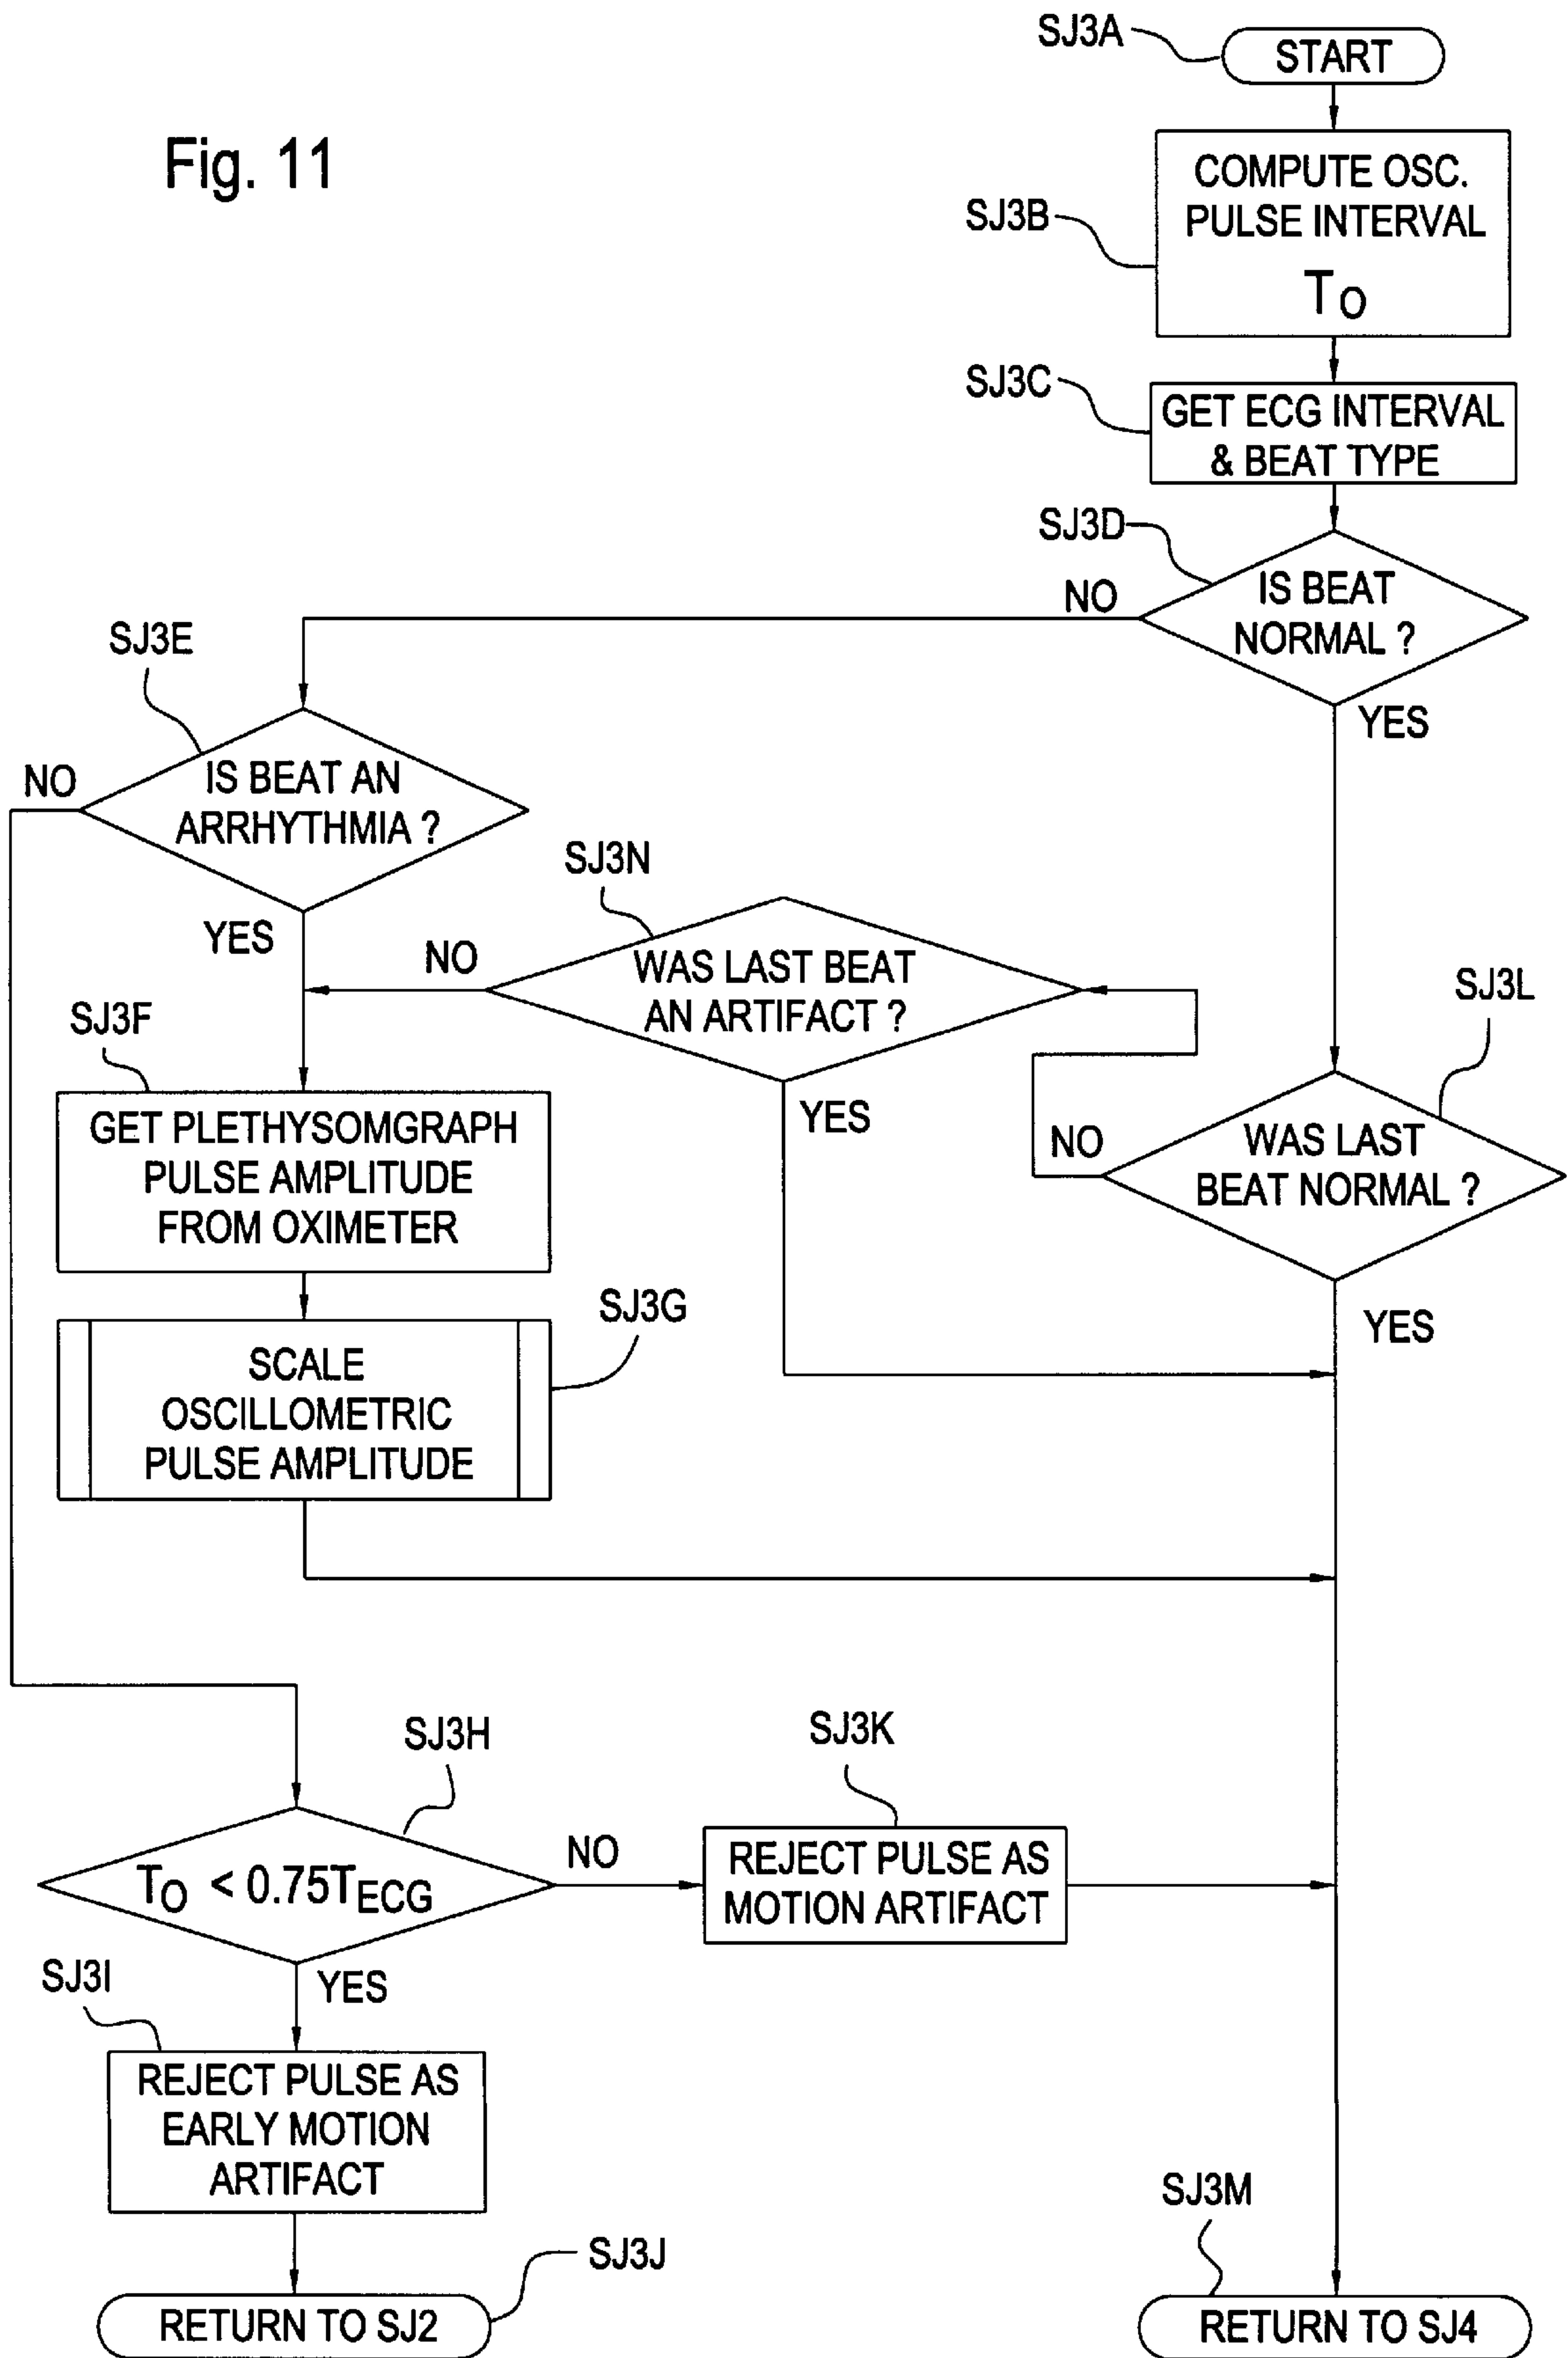 SJ3A
START
Fig. 11
COMPUTE OSC.
PULSE INTERVAL
TO
SJ3B
SJ3C
GET ECG INTERVAL
& BEAT TYPE
SJ3D
IS BEAT
NORMAL ?
NO
YES
SJ3E
IS BEAT AN
ARRHYTHMIA ?
NO
YES
SJ3N
WAS LAST BEAT
AN ARTIFACT ?
NO
YES
SJ3L
WAS LAST
BEAT NORMAL ?
NO
YES
SJ3F
GET PLETHYSOMGRAPH
PULSE AMPLITUDE
FROM OXIMETER
SJ3G
SCALE
OSCILLOMETRIC
PULSE AMPLITUDE
SJ3H
TO < 0.75TECG
NO
YES
SJ3K
REJECT PULSE AS
MOTION ARTIFACT
SJ3I
REJECT PULSE AS
EARLY MOTION
ARTIFACT
SJ3J
RETURN TO SJ2
SJ3M
RETURN TO SJ4